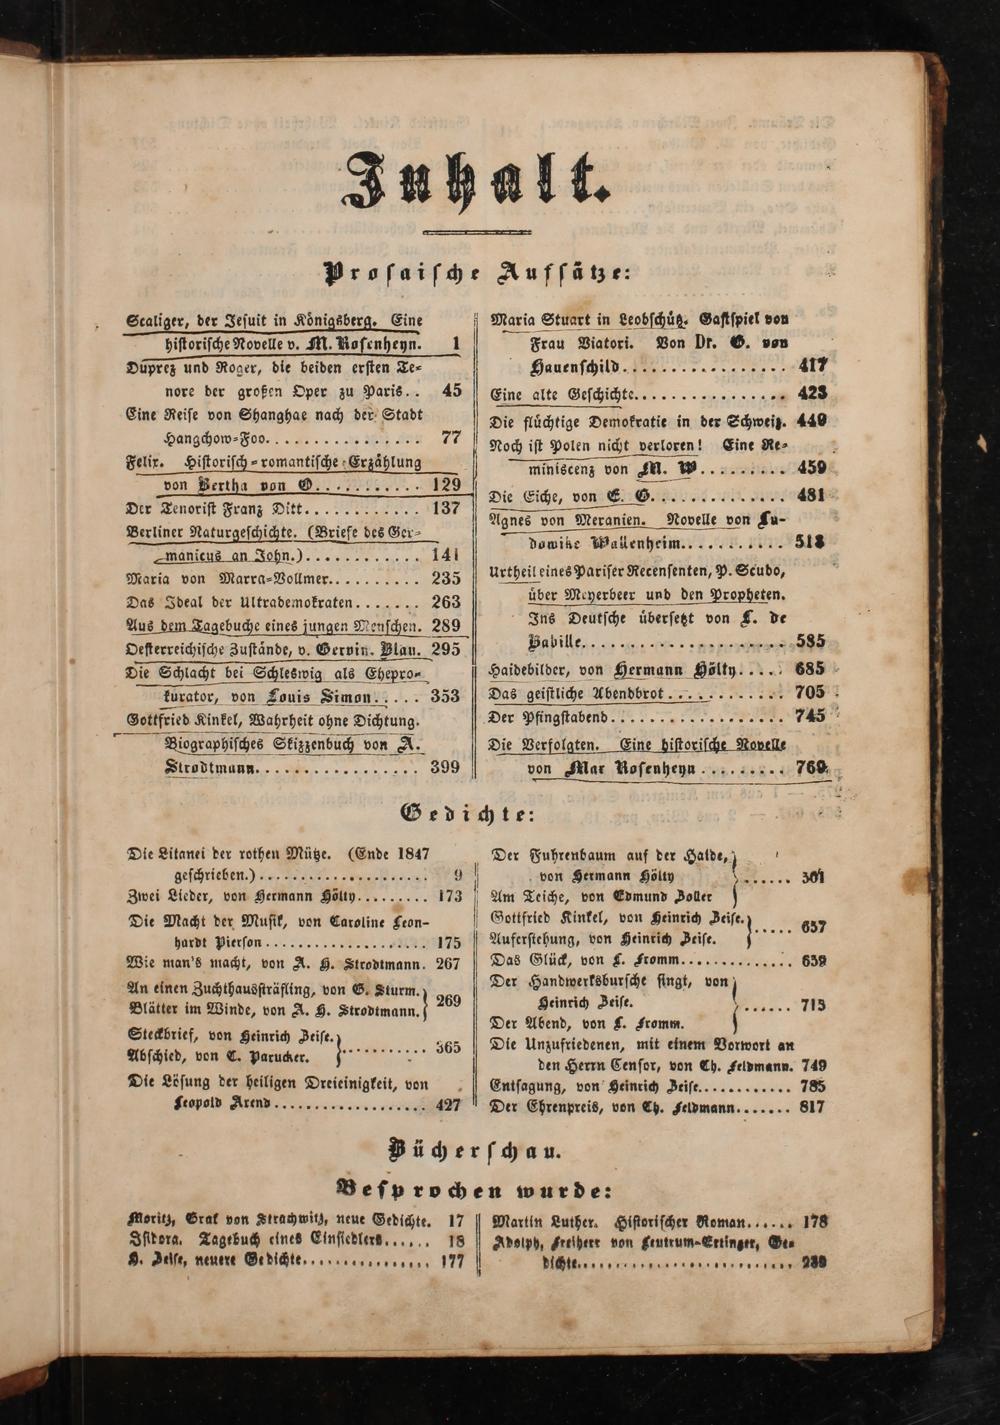 Inhalt.
Proſaiſche Aufſätze:
Scaliger, der Jeſuit in Königsberg. Eine
hiſtoriſche Novelle v. M. Roſenheyn. 1
Duprez und Roger, die beiden erſten Te-
nore der großen Oper zu Paris.. 45
Eine Reiſe von Shanghae nach der Stadt
Hangchow-Foo................ 77
Felix. Hiſtoriſch-romantiſche Erzählung
von Bertha von O........... 129
Der Tenoriſt Franz Ditt............ 137
Berliner Naturgeſchichte. (Briefe des Ger-
manicus an John.)............ 141
Maria von Marra-Vollmer.......... 235
Das Ideal der Ultrademokraten....... 263
Aus dem Tagebuche eines jungen Menſchen. 289
Oeſterreichiſche Zuſtände, v. Gervin. Blau. 295
Die Schlacht bei Schleswig als Ehepro-
kurator, von Louis Simon..... 353
Gottfried Kinkel, Wahrheit ohne Dichtung.
Biographiſches Skizzenbuch von A.
Strodtmann................. 399
Maria Stuart in Leobſchütz. Gaſtſpiel von
Frau Viatori. Von Dr. G. von
Hauenſchild................. 417
Eine alte Geſchichte................ 423
Die flüchtige Demokratie in der Schweiz. 449
Noch iſt Polen nicht verloren! Eine Re-
miniscenz von M. W......... 459
Die Eiche, von E. G.............. 481
Agnes von Meranien. Novelle von Lu-
dowike Wallenheim........... 513
Urtheil eines Pariſer Recenſenten, P. Scudo,
über Meyerbeer und den Propheten.
Ins Deutſche überſetzt von L. de
Babille..................... 585
Haidebilder, von Hermann Hölty..... 685
Das geiſtliche Abendbrot............ 705
Der Pfingſtabend.................. 745
Die Verfolgten. Eine hiſtoriſche Novelle
von Max Roſenheyn......... 769
Gedichte:
Die Litanei der rothen Mütze. (Ende 1847
geſchrieben.).................... 9
Zwei Lieder, von Hermann Hölty......... 173
Die Macht der Muſik, von Caroline Leon-
hardt Pierſon................... 175
Wie man's macht, von A. H. Strodtmann. 267
An einen Zuchthausſträfling, von G. Sturm.
Blätter im Winde, von A. H. Strodtmann. } 269
Steckbrief, von Heinrich Zeiſe.
Abſchied, von C. Parucker. }.......... 365
Die Löſung der heiligen Dreieinigkeit, von
Leopold Arend.................. 427
Der Fuhrenbaum auf der Haide,
von Hermann Hölty
Am Teiche, von Edmund Zoller }...... 501
Gottfried Kinkel, von Heinrich Zeiſe.
Auferſtehung, von Heinrich Zeiſe. }..... 637
Das Glück, von L. Fromm............. 639
Der Handwerksburſche ſingt, von
Heinrich Zeiſe.
Der Abend, von L. Fromm. }...... 713
Die Unzufriedenen, mit einem Vorwort an
den Herrn Cenſor, von Ch. Feldmann. 749
Entſagung, von Heinrich Zeiſe............ 785
Der Ehrenpreis, von Ch. Feldmann....... 817
Bücherſchau.
Beſprochen wurde:
Moritz, Graf von Strachwitz, neue Gedichte. 17
Iſidora. Tagebuch eines Einſiedlers...... 18
H. Zeiſe, neuere Gedichte................ 177
Martin Luther. Hiſtoriſcher Roman...... 178
Adolph, Freiherr von Leutrum-Ertinger, Ge-
dichte........................... 239